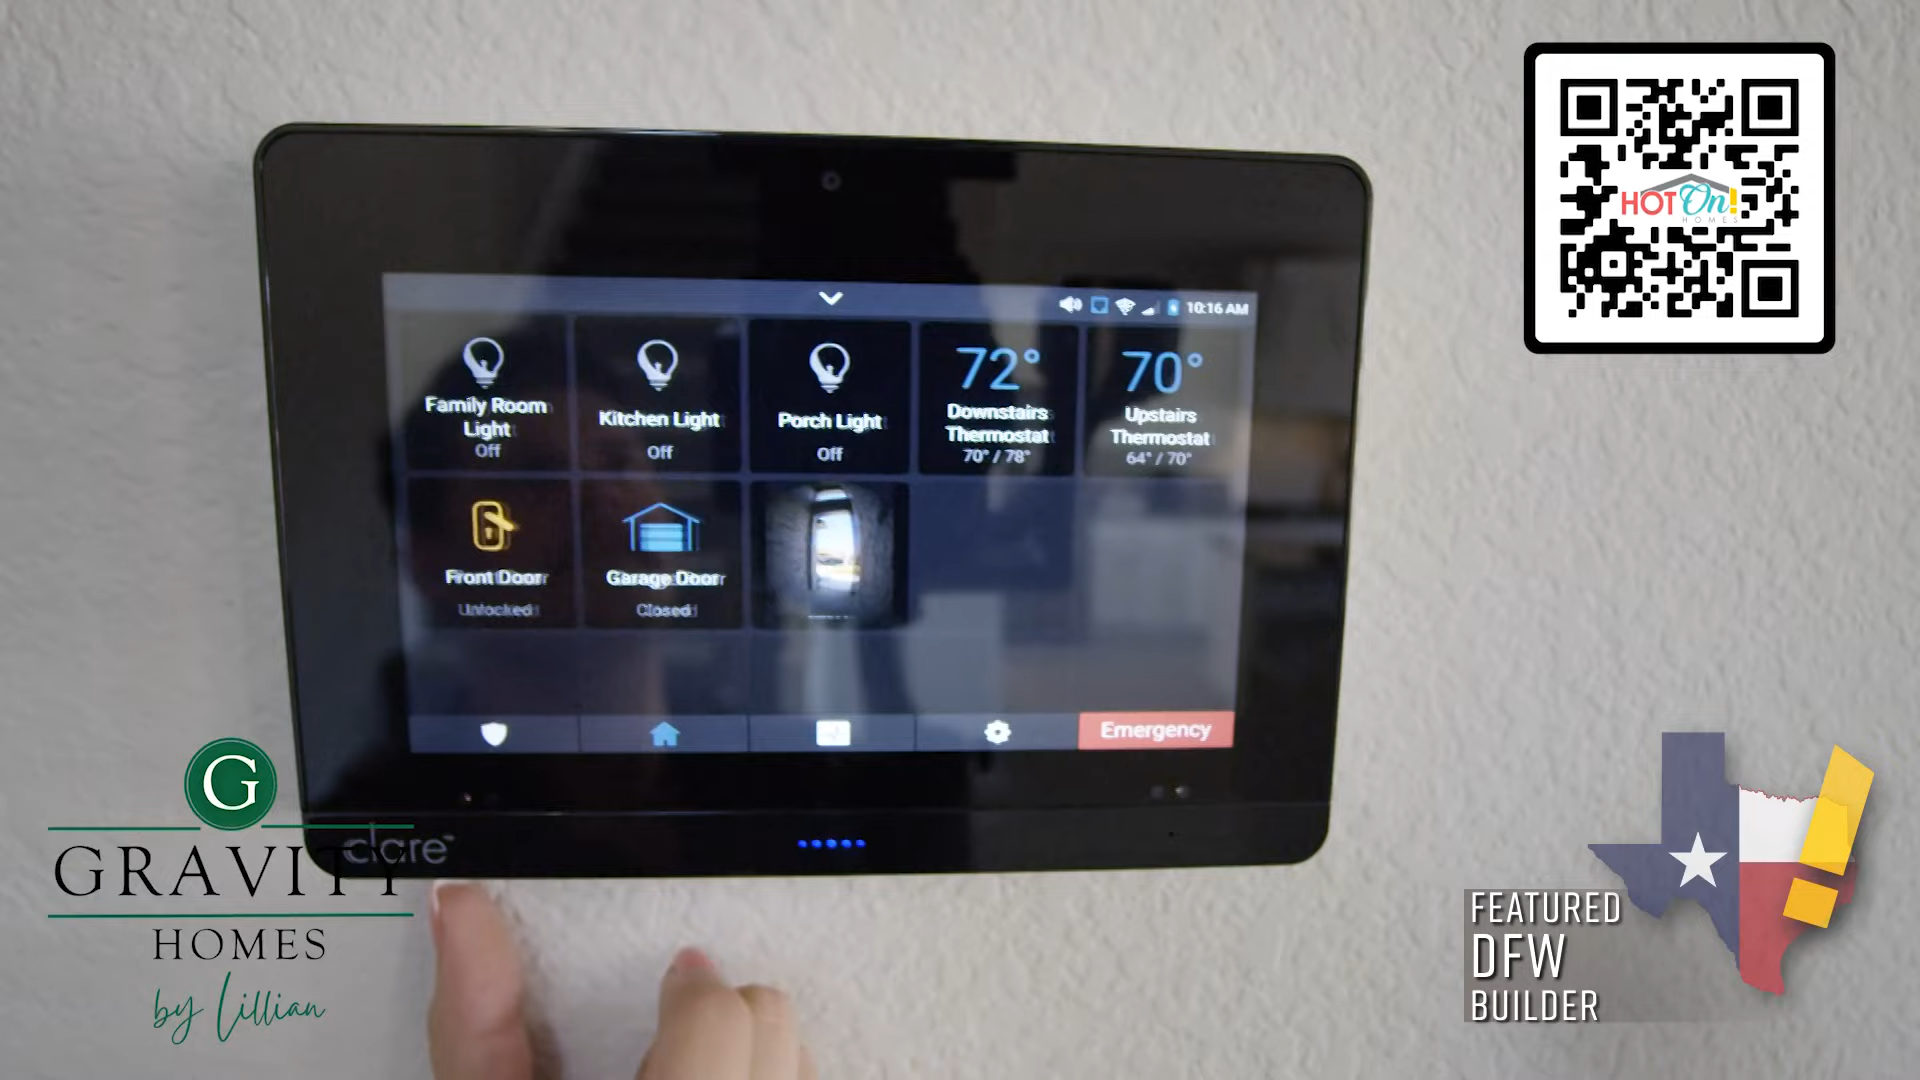 10:16 AM
Family Room
Light
Off
Kitchen Light
Off
Porch Light
Off
72°
Downstairs
Thermostat
70° / 78°
70°
Upstairs
Thermostat
64° / 70°
Front Door
Unlocked
Garage Door
Closed
Emergency
clare
HOT On!
HOMES
G
GRAVITY
HOMES
by Lillian
FEATURED
DFW
BUILDER